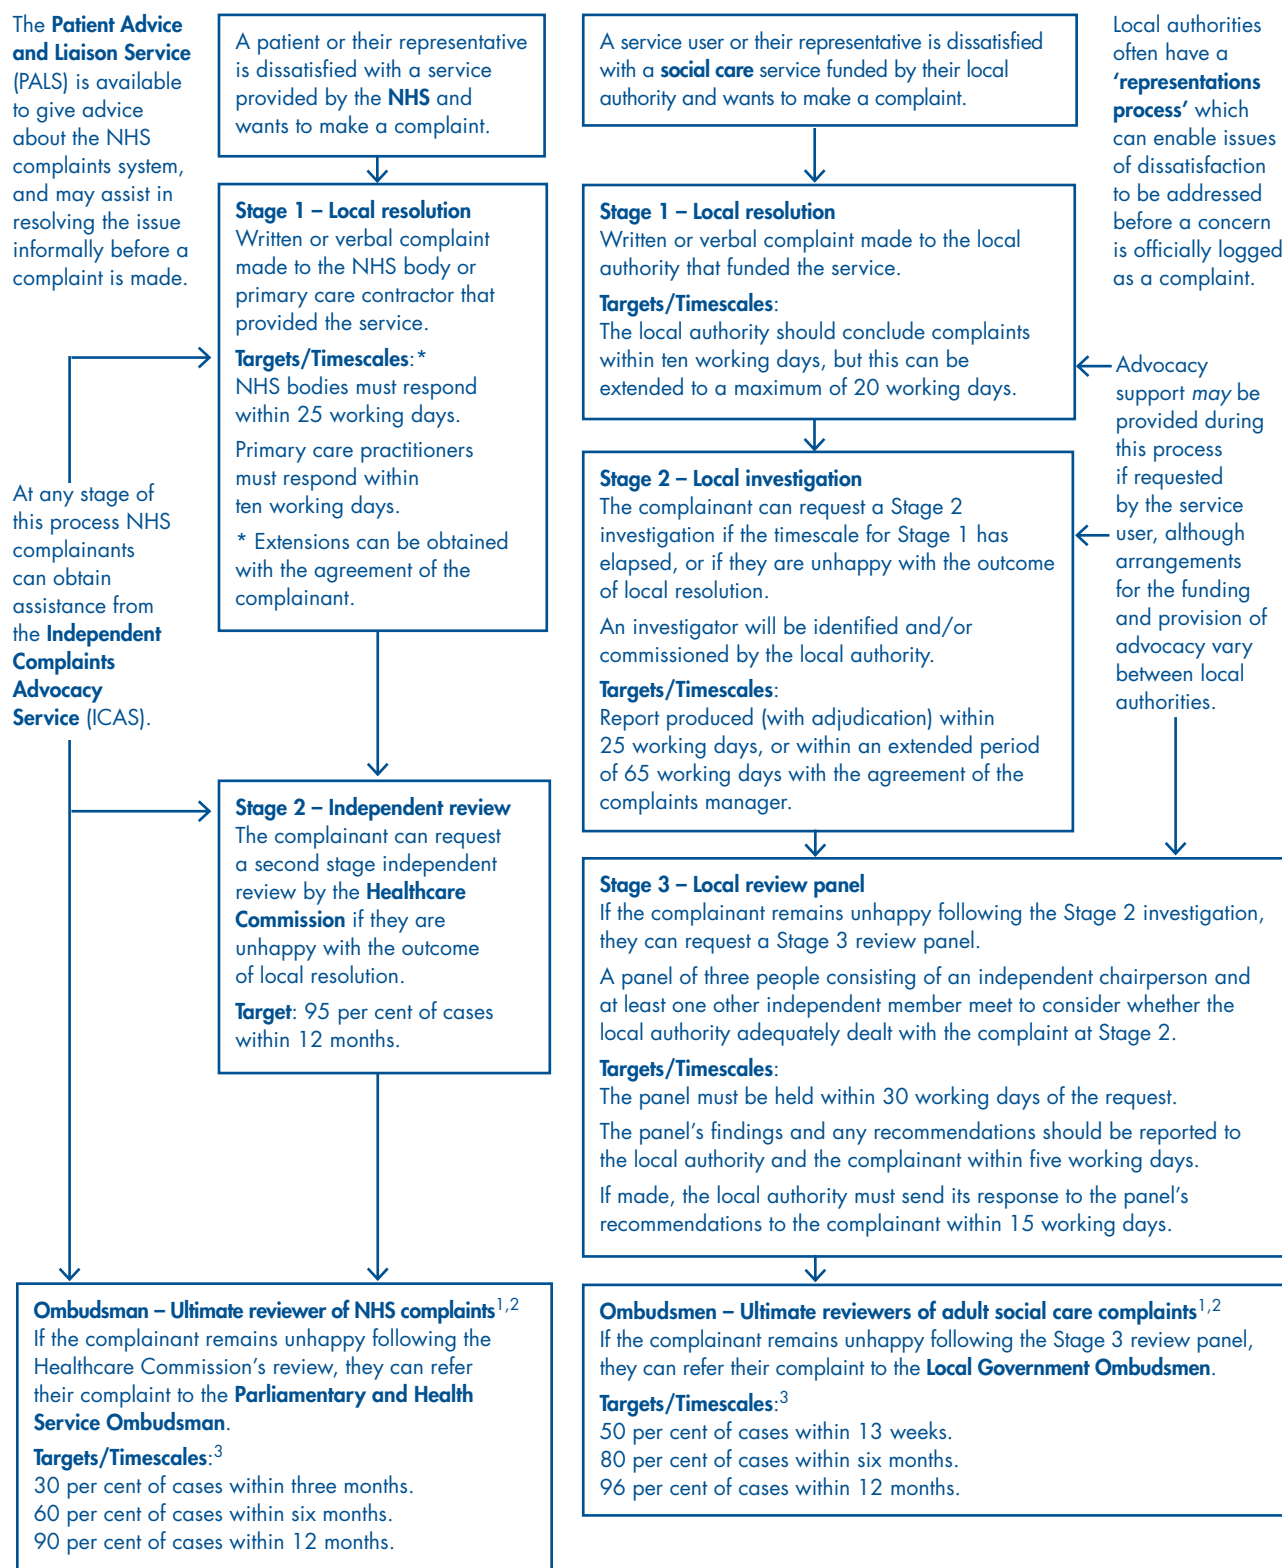 The Patient Advice
and Liaison Service
(PALS) is available
to give advice
about the NHS
complaints system,
and may assist in
resolving the issue
informally before a
complaint is made.
A patient or their representative
is dissatisfied with a service
provided by the NHS and
wants to make a complaint.
A service user or their representative is dissatisfied
with a social care service funded by their local
authority and wants to make a complaint.
Local authorities
often have a
‘representations
process’ which
can enable issues
of dissatisfaction
to be addressed
before a concern
is officially logged
as a complaint.
Stage 1 – Local resolution
Written or verbal complaint
made to the NHS body or
primary care contractor that
provided the service.
Targets/Timescales:*
NHS bodies must respond
within 25 working days.
Primary care practitioners
must respond within
ten working days.
* Extensions can be obtained
with the agreement of the
complainant.
Stage 1 – Local resolution
Written or verbal complaint made to the local
authority that funded the service.
Targets/Timescales:
The local authority should conclude complaints
within ten working days, but this can be
extended to a maximum of 20 working days.
Advocacy
support may be
provided during
this process
if requested
by the service
user, although
arrangements
for the funding
and provision of
advocacy vary
between local
authorities.
At any stage of
this process NHS
complainants
can obtain
assistance from
the Independent
Complaints
Advocacy
Service (ICAS).
Stage 2 – Local investigation
The complainant can request a Stage 2
investigation if the timescale for Stage 1 has
elapsed, or if they are unhappy with the outcome
of local resolution.
An investigator will be identified and/or
commissioned by the local authority.
Targets/Timescales:
Report produced (with adjudication) within
25 working days, or within an extended period
of 65 working days with the agreement of the
complaints manager.
Stage 2 – Independent review
The complainant can request
a second stage independent
review by the Healthcare
Commission if they are
unhappy with the outcome
of local resolution.
Target: 95 per cent of cases
within 12 months.
Stage 3 – Local review panel
If the complainant remains unhappy following the Stage 2 investigation,
they can request a Stage 3 review panel.
A panel of three people consisting of an independent chairperson and
at least one other independent member meet to consider whether the
local authority adequately dealt with the complaint at Stage 2.
Targets/Timescales:
The panel must be held within 30 working days of the request.
The panel’s findings and any recommendations should be reported to
the local authority and the complainant within five working days.
If made, the local authority must send its response to the panel’s
recommendations to the complainant within 15 working days.
Ombudsman – Ultimate reviewer of NHS complaints1,2
If the complainant remains unhappy following the
Healthcare Commission’s review, they can refer
their complaint to the Parliamentary and Health
Service Ombudsman.
Targets/Timescales:3
30 per cent of cases within three months.
60 per cent of cases within six months.
90 per cent of cases within 12 months.
Ombudsmen – Ultimate reviewers of adult social care complaints1,2
If the complainant remains unhappy following the Stage 3 review panel,
they can refer their complaint to the Local Government Ombudsmen.
Targets/Timescales:3
50 per cent of cases within 13 weeks.
80 per cent of cases within six months.
96 per cent of cases within 12 months.